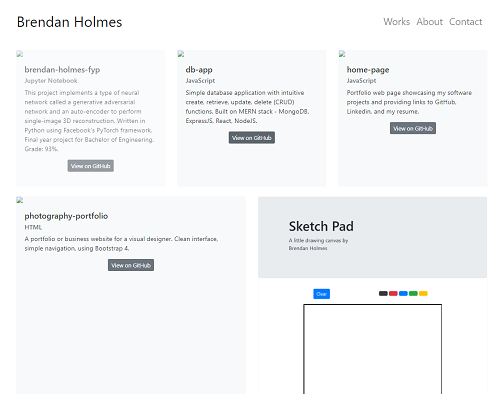 Brendan Holmes
Works About Contact
brendan-holmes-fyp
Jupyter Notebook
This project implements a type of neural
network called a generative adversarial
network and an auto-encoder to perform
single-image 3D reconstruction. Written in
Python using Facebook's PyTorch framework.
Final year project for Bachelor of Engineering.
Grade: 93%.
View on GitHub
db-app
JavaScript
Simple database application with intuitive
create, retrieve, update, delete (CRUD)
functions. Built on MERN stack - MongoDB,
ExpressJS, React, NodeJS.
View on GitHub
home-page
JavaScript
Portfolio web page showcasing my software
projects and providing links to GitHub,
Linkedin, and my resume.
View on GitHub
photography-portfolio
HTML
A portfolio or business website for a visual designer. Clean interface,
simple navigation, using Bootstrap 4.
View on GitHub
Sketch Pad
A little drawing canvas by
Brendan Holmes
Clear